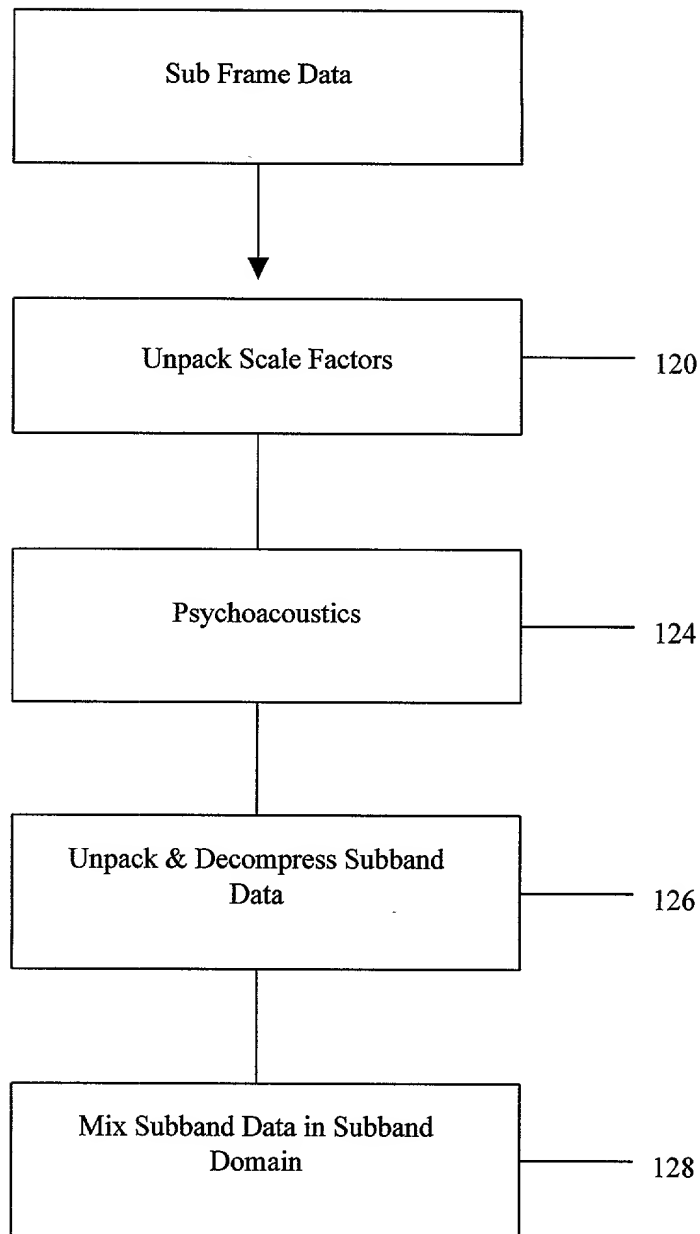 Sub Frame Data
Unpack Scale Factors
120
Psychoacoustics
124
Unpack & Decompress Subband
Data
126
Mix Subband Data in Subband
Domain
128